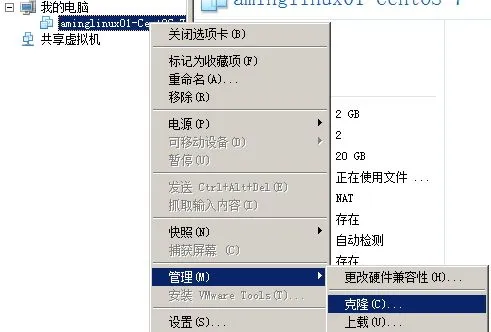 我的电脑
aminglinux01-CentOS 7
aminglinux01-Cent
共享虚拟机
关闭选项卡(B)
标记为收藏项(F)
重命名(A)...
移除(R)
电源(P)
可移动设备(D)
暂停(U)
发送 Ctrl+Alt+Del(E)
抓取输入内容(I)
快照(N)
捕获屏幕 (C)
管理(M)
安装 VMware Tools(T)...
设置(S)...
2 GB
2
20 GB
正在使用文件 ...
NAT
存在
自动检测
存在
更改硬件兼容性(H)...
克隆(C)...
上载(U)...